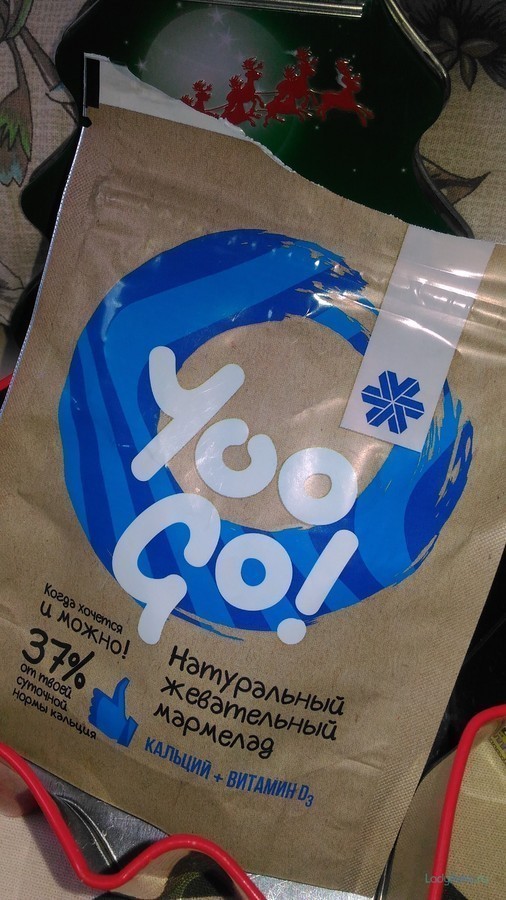 Yoo
Go!
Когда хочется
и можно!
37%
от твоей
суточной
нормы кальция
Натуральный
жевательный
мармелад
КАЛЬЦИЙ + ВИТАМИН D₃